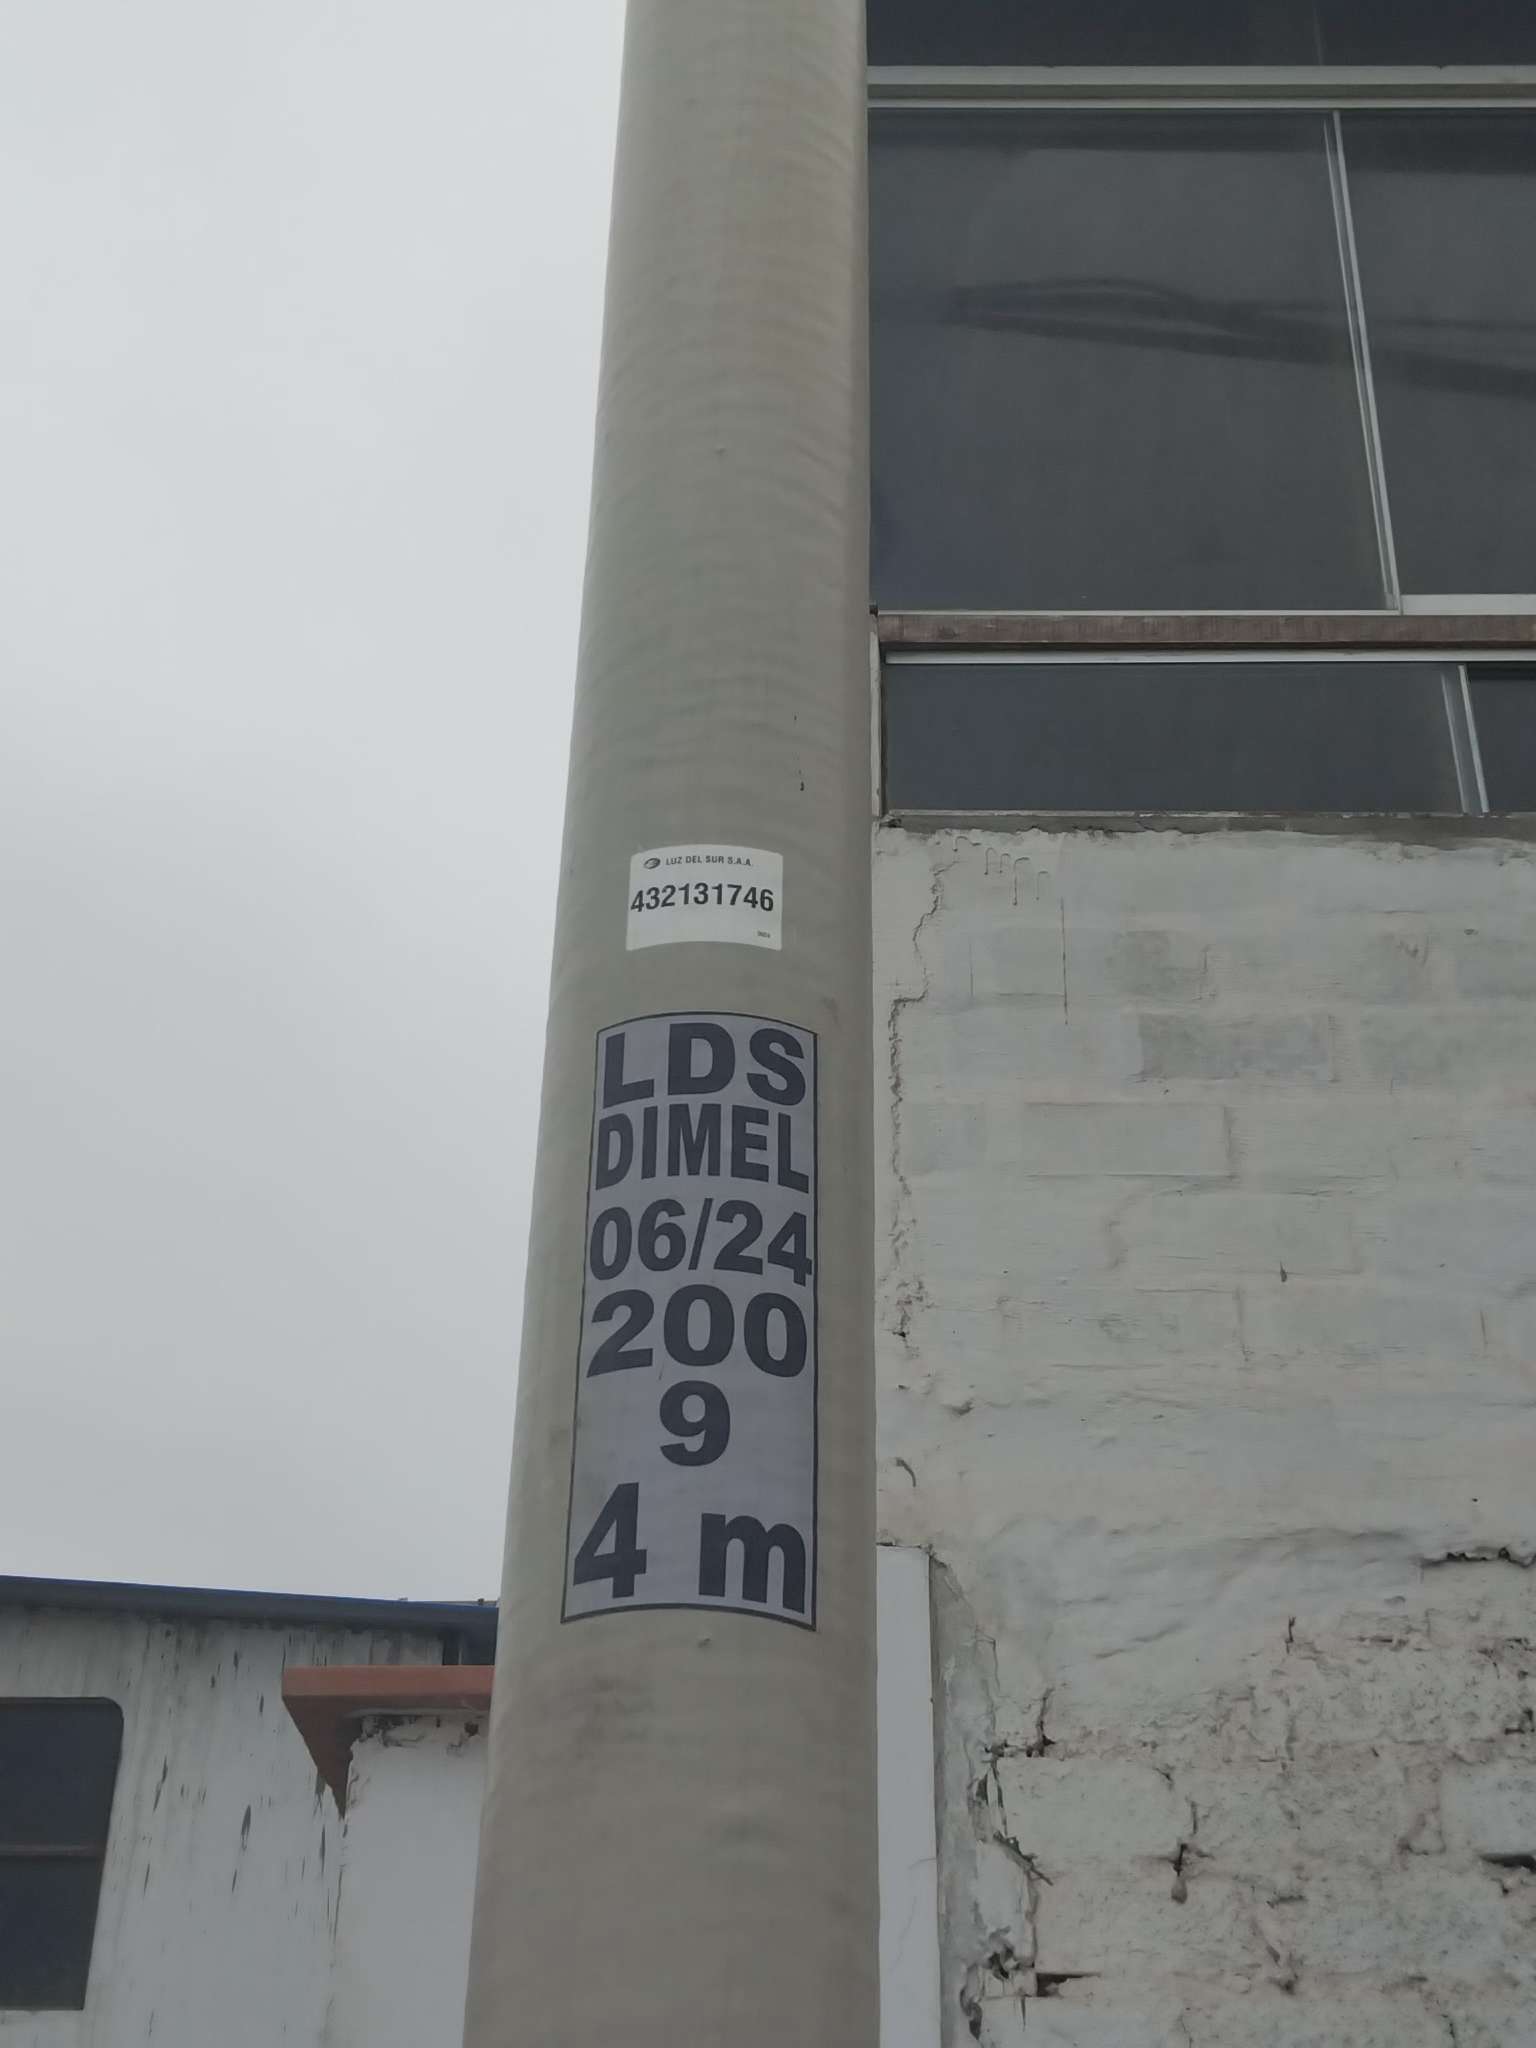 LUZ DEL SUR S.A.A.
432131746
LDS
DIMEL
06/24
200
9
4 m